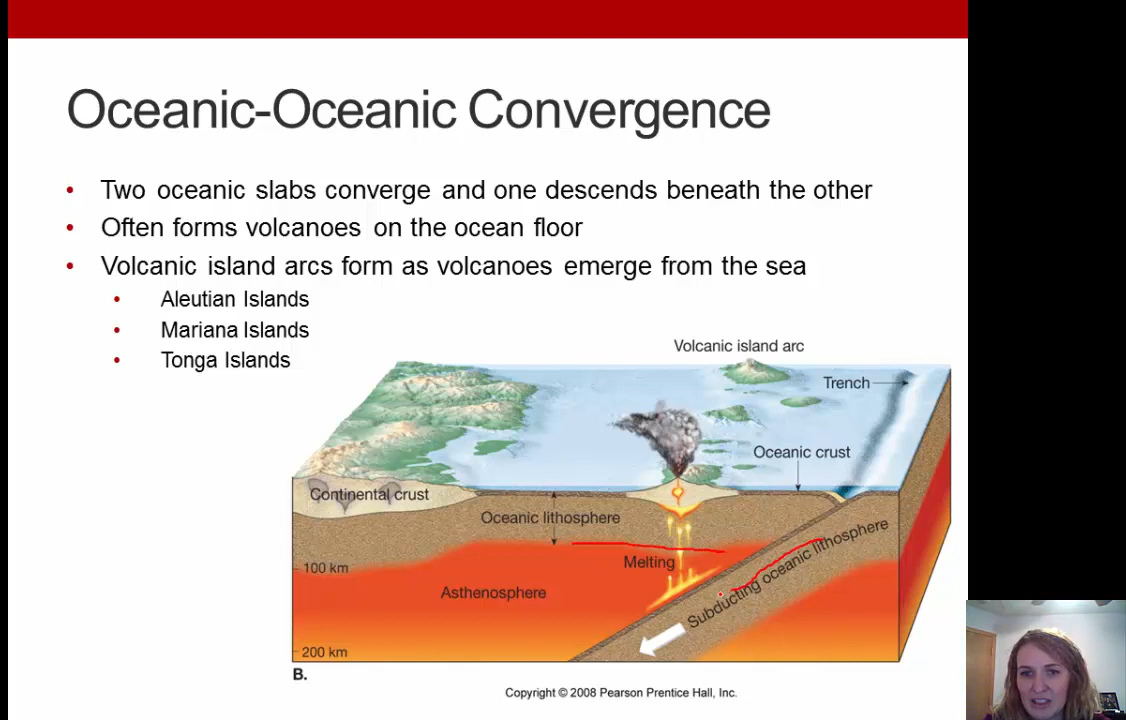 Oceanic-Oceanic Convergence
• Two oceanic slabs converge and one descends beneath the other
• Often forms volcanoes on the ocean floor
• Volcanic island arcs form as volcanoes emerge from the sea
• Aleutian Islands
• Mariana Islands
• Tonga Islands
Volcanic island arc
Trench
Oceanic crust
Continental crust
Oceanic lithosphere
Melting
100 km
Asthenosphere
Subducting oceanic lithosphere
200 km
B.
Copyright © 2008 Pearson Prentice Hall, Inc.